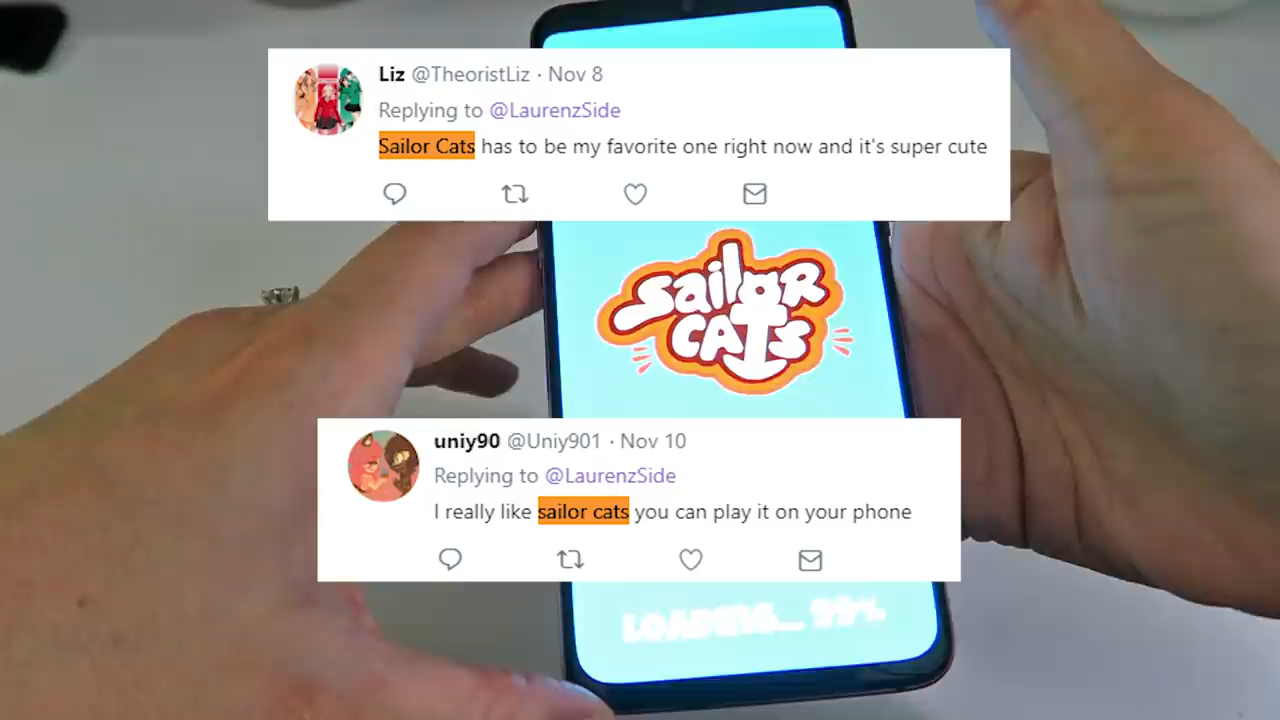 Liz @TheoristLiz · Nov 8
Replying to @LaurenzSide
Sailor Cats has to be my favorite one right now and it's super cute
sailor
cats
uniy90 @Uniy901 · Nov 10
Replying to @LaurenzSide
I really like sailor cats you can play it on your phone
LOADING... 99%